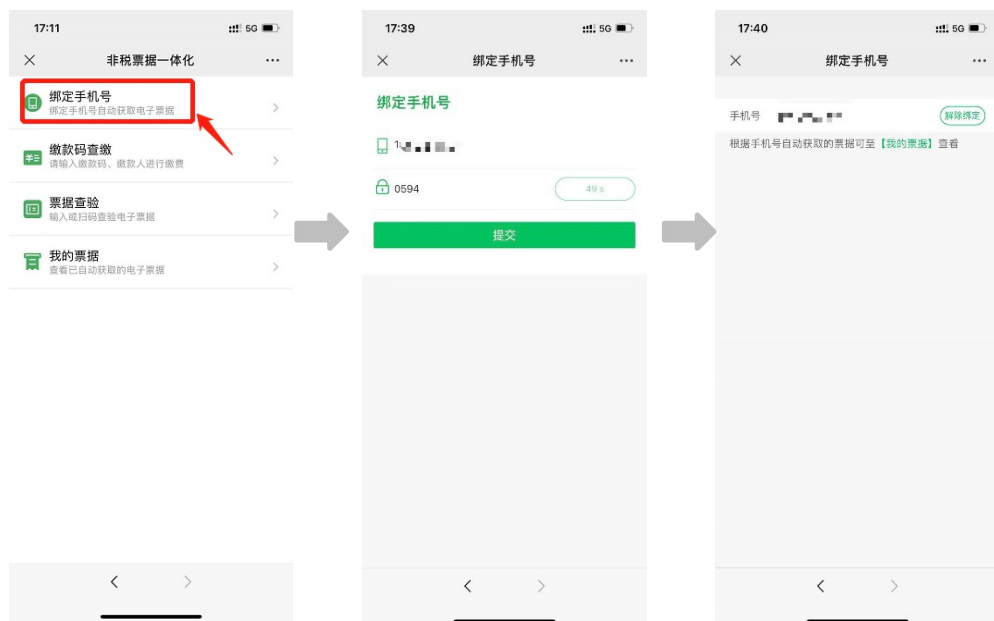 17:11
5G
非税票据一体化
绑定手机号
绑定手机号自动获取电子票据
缴款码查缴
请输入缴款码、缴款人进行缴费
票据查验
输入或扫码查验电子票据
我的票据
查看已自动获取的电子票据
17:39
5G
绑定手机号
绑定手机号
0594
49 s
提交
17:40
5G
绑定手机号
手机号
解除绑定
根据手机号自动获取的票据可至【我的票据】查看